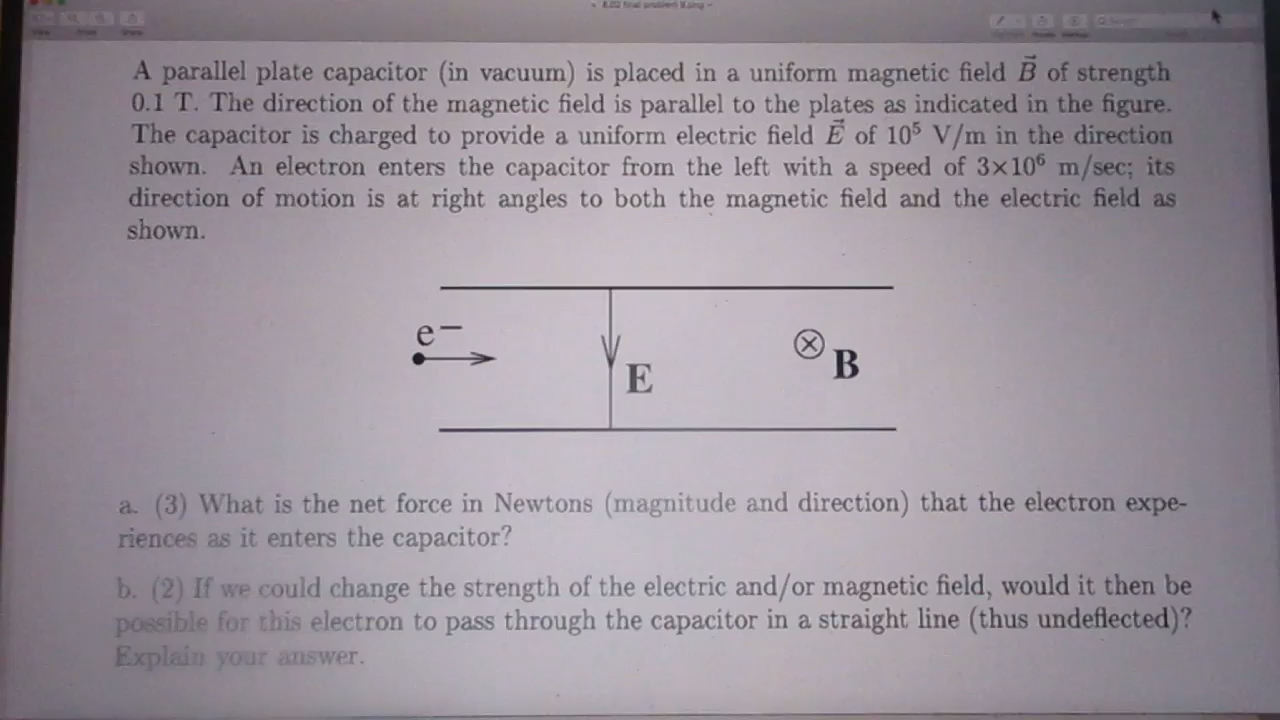 8.02 final problem 9.png
A parallel plate capacitor (in vacuum) is placed in a uniform magnetic field B⃗ of strength
0.1 T. The direction of the magnetic field is parallel to the plates as indicated in the figure.
The capacitor is charged to provide a uniform electric field E⃗ of 10⁵ V/m in the direction
shown. An electron enters the capacitor from the left with a speed of 3×10⁶ m/sec; its
direction of motion is at right angles to both the magnetic field and the electric field as
shown.
e−
E
B
a. (3) What is the net force in Newtons (magnitude and direction) that the electron expe-
riences as it enters the capacitor?
b. (2) If we could change the strength of the electric and/or magnetic field, would it then be
possible for this electron to pass through the capacitor in a straight line (thus undeflected)?
Explain your answer.